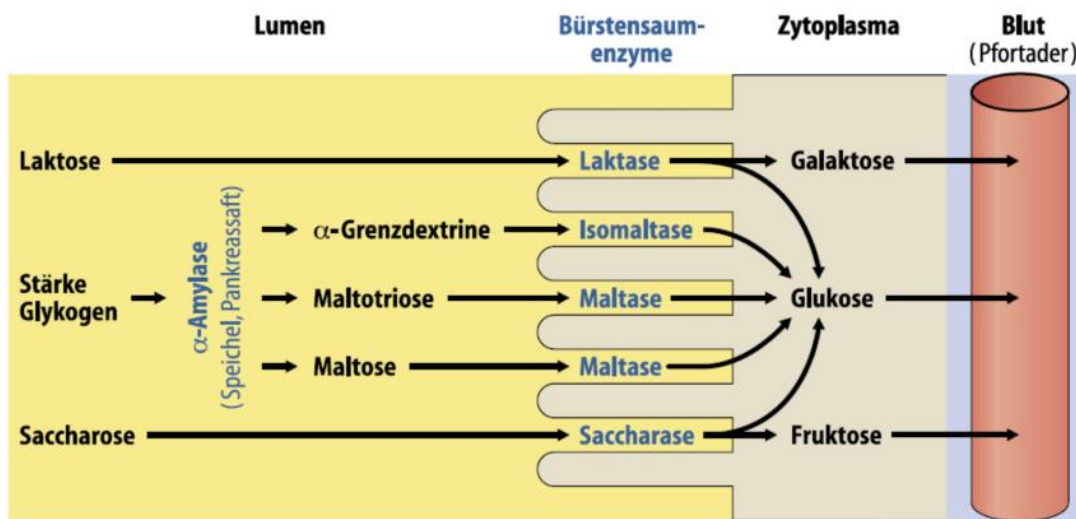 Lumen
Bürstensaum-
enzyme
Zytoplasma
Blut
(Pfortader)
Laktose
Laktase
Galaktose
α-Amylase
(Speichel, Pankreassaft)
α-Grenzdextrine
Isomaltase
Stärke
Glykogen
Maltotriose
Maltase
Glukose
Maltose
Maltase
Saccharose
Saccharase
Fruktose